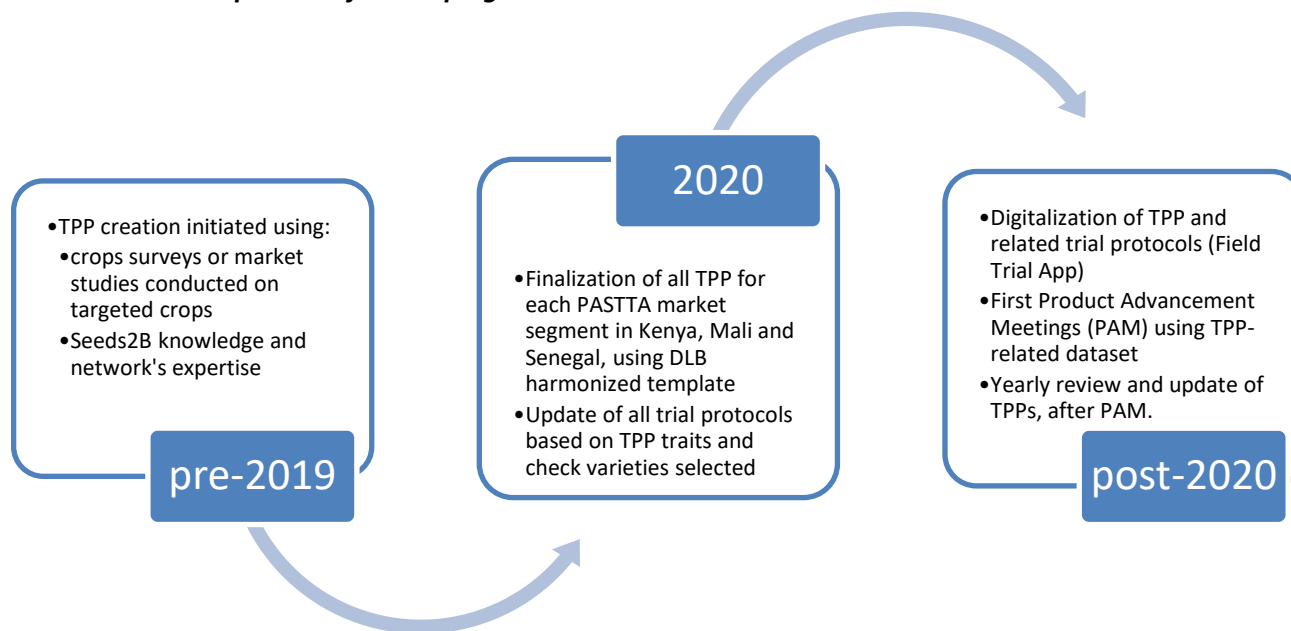 •TPP creation initiated using:
•crops surveys or market
studies conducted on
targeted crops
•Seeds2B knowledge and
network's expertise
pre-2019
2020
•Finalization of all TPP for
each PASTTA market
segment in Kenya, Mali and
Senegal, using DLB
harmonized template
•Update of all trial protocols
based on TPP traits and
check varieties selected
•Digitalization of TPP and
related trial protocols (Field
Trial App)
•First Product Advancement
Meetings (PAM) using TPP-
related dataset
•Yearly review and update of
TPPs, after PAM.
post-2020